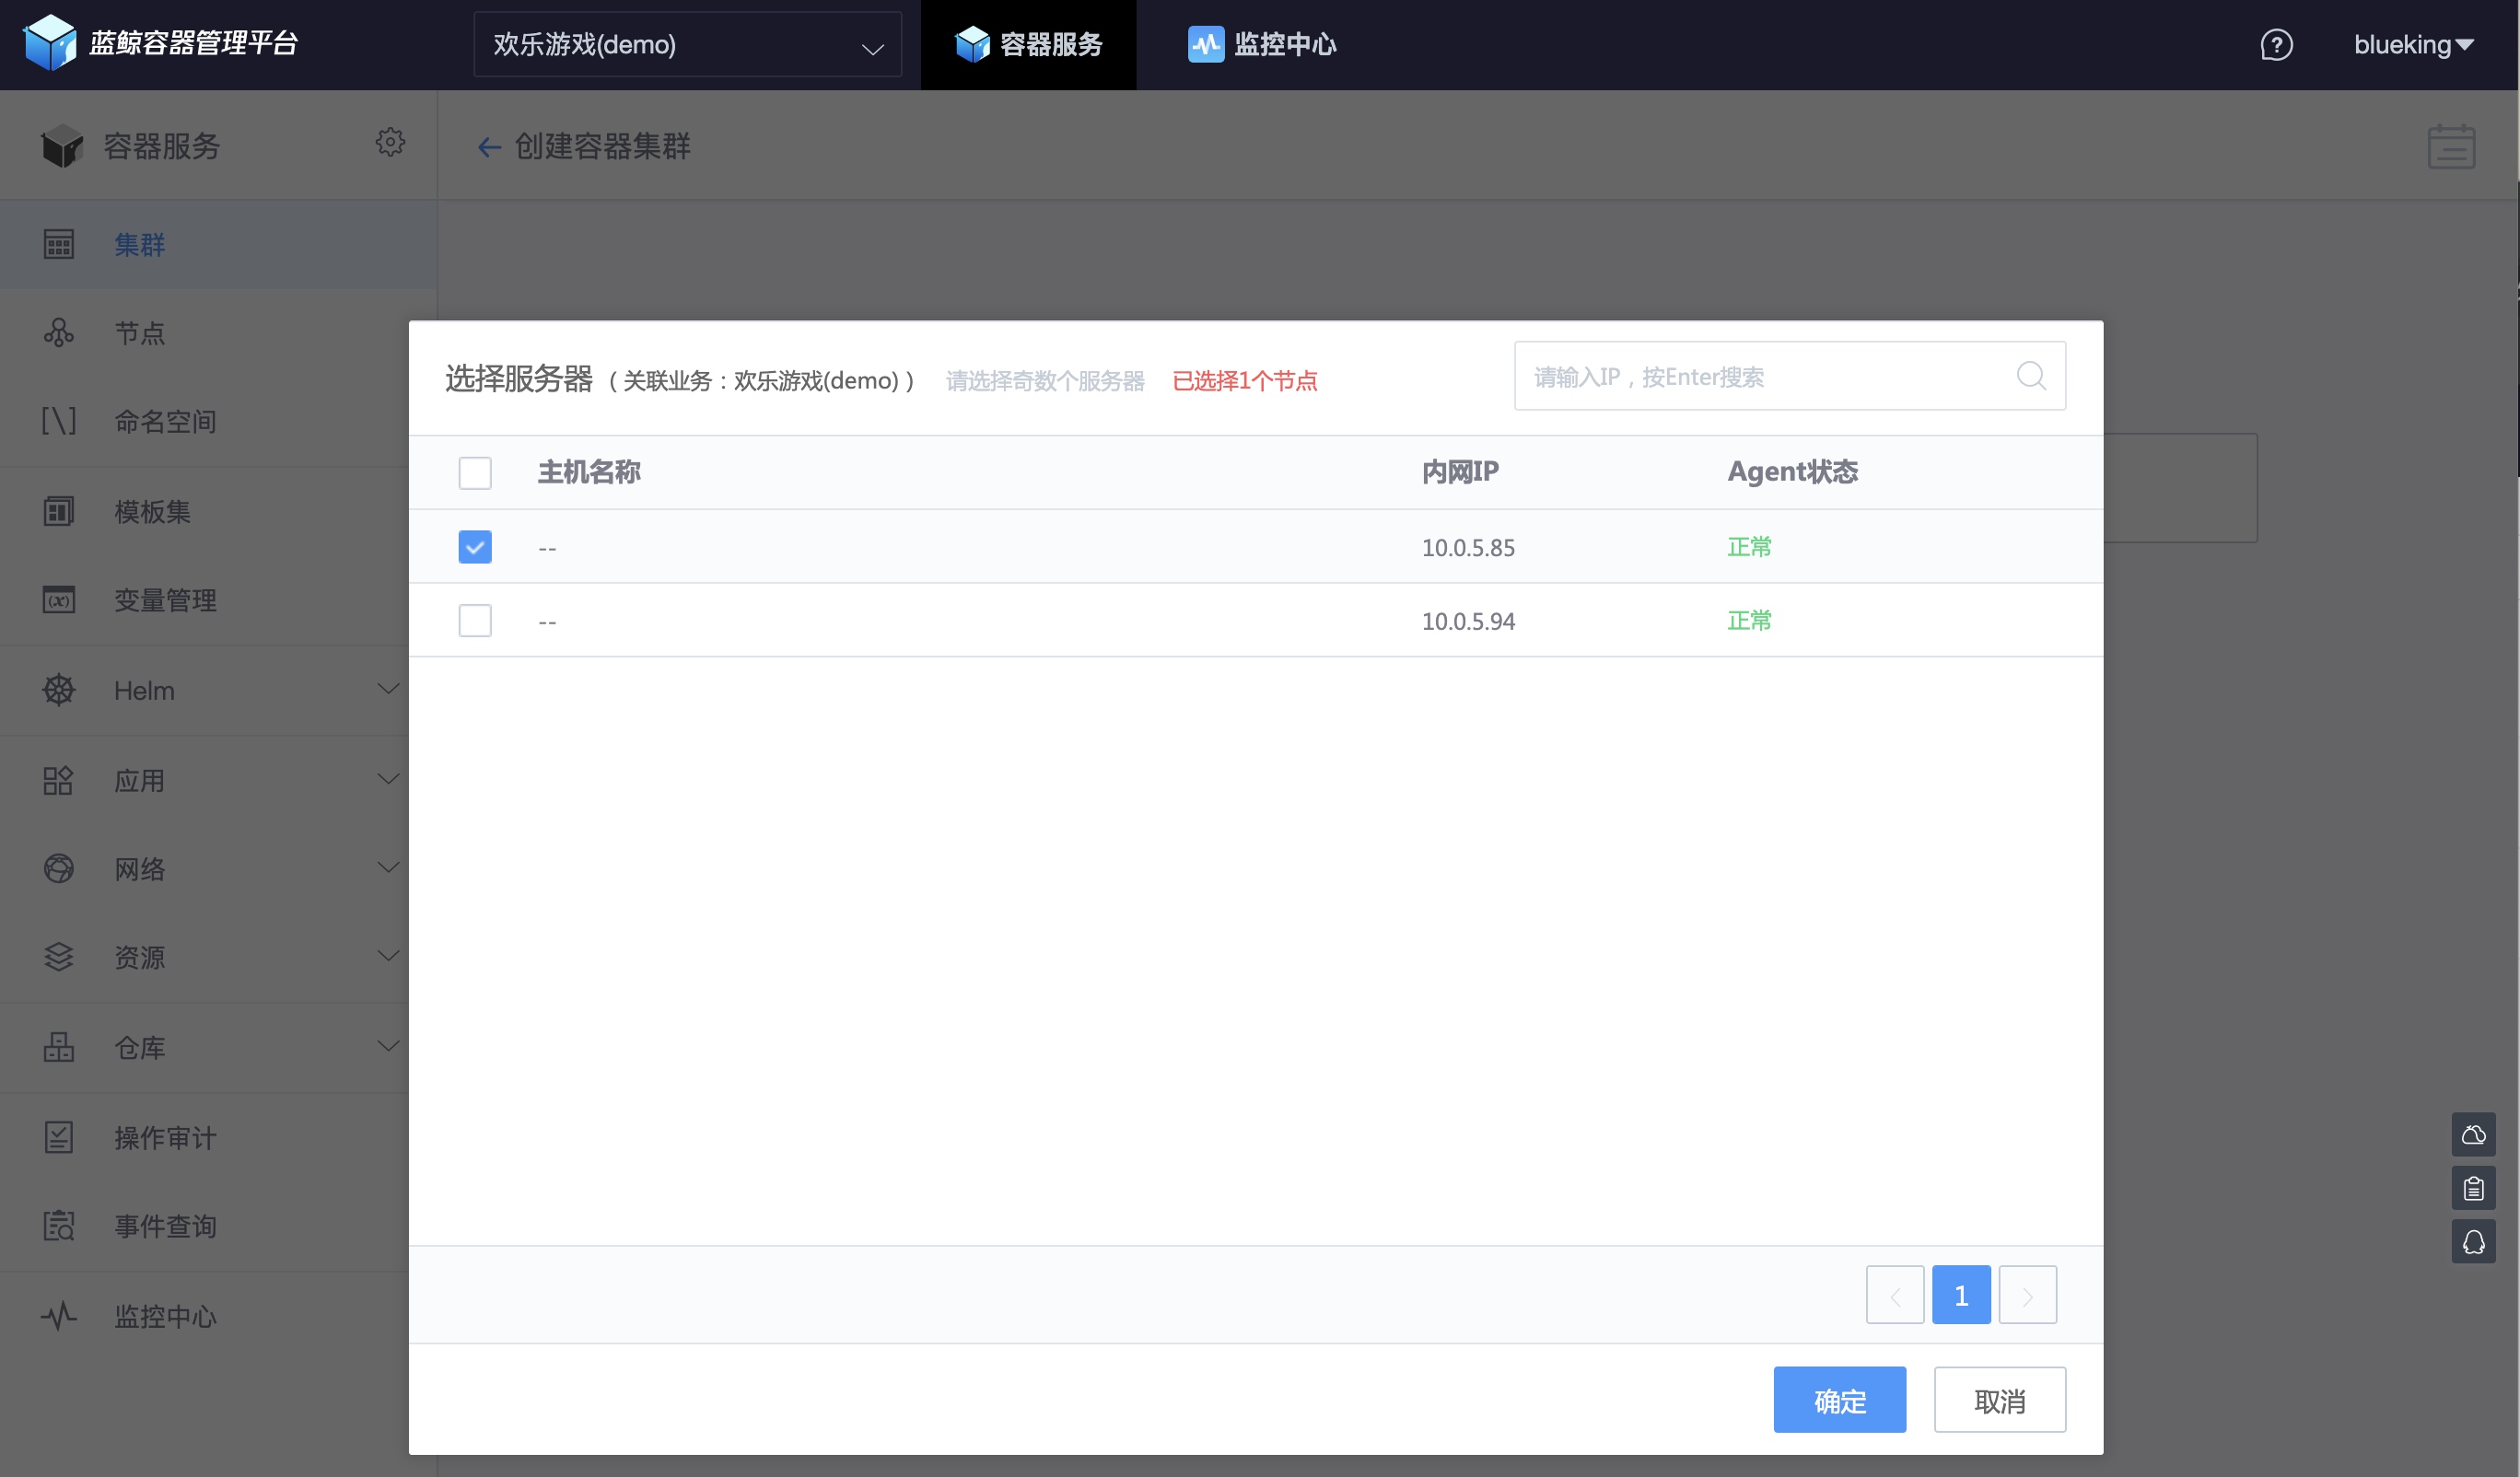 蓝鲸容器管理平台
欢乐游戏(demo)
容器服务
监控中心
blueking
容器服务
创建容器集群
集群
节点
命名空间
模板集
变量管理
Helm
应用
网络
资源
仓库
操作审计
事件查询
监控中心
选择服务器（关联业务：欢乐游戏(demo)） 请选择奇数个服务器 已选择1个节点
请输入IP，按Enter搜索
主机名称 内网IP Agent状态
-- 10.0.5.85 正常
-- 10.0.5.94 正常
1
确定 取消